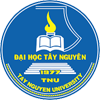 ĐẠI HỌC TÂY NGUYÊN
1977
TNU
TAY NGUYEN UNIVERSITY